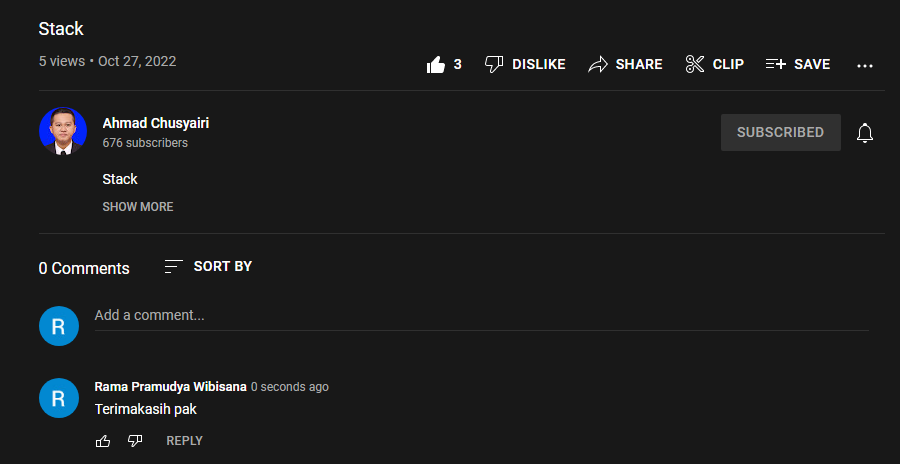 Stack
5 views • Oct 27, 2022
3 DISLIKE SHARE CLIP SAVE
Ahmad Chusyairi
676 subscribers
SUBSCRIBED
Stack
SHOW MORE
0 Comments SORT BY
R Add a comment...
R Rama Pramudya Wibisana 0 seconds ago
Terimakasih pak
REPLY